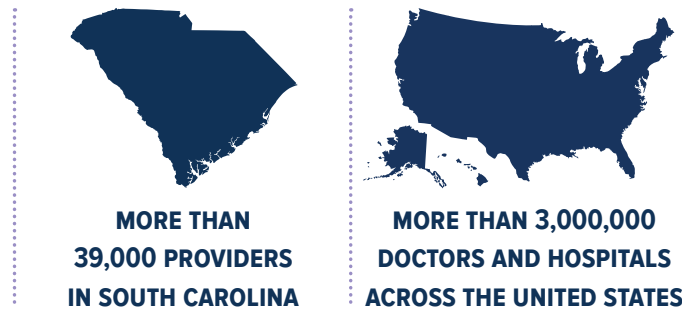 MORE THAN
39,000 PROVIDERS
IN SOUTH CAROLINA
MORE THAN 3,000,000
DOCTORS AND HOSPITALS
ACROSS THE UNITED STATES